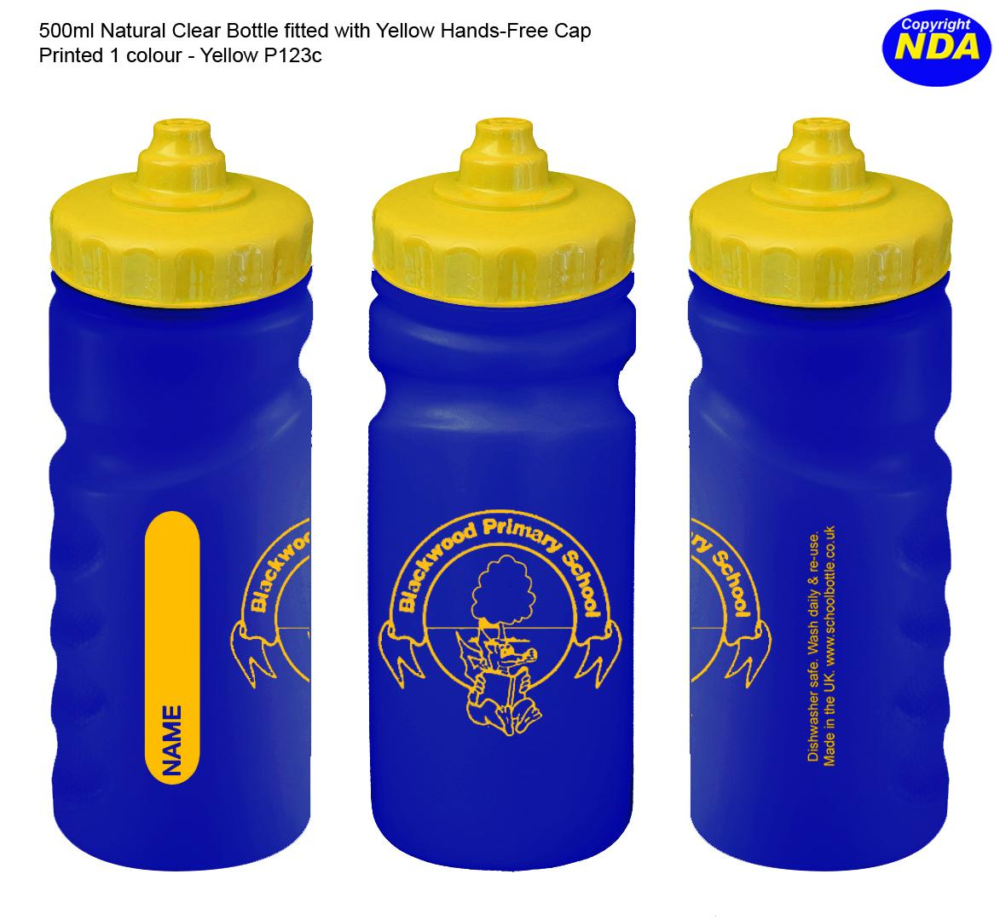 500ml Natural Clear Bottle fitted with Yellow Hands-Free Cap
Printed 1 colour - Yellow P123c
Copyright
NDA
NAME
Blackwoo
Blackwood Primary School
ry School
Dishwasher safe. Wash daily & re-use.
Made in the UK. www.schoolbottle.co.uk